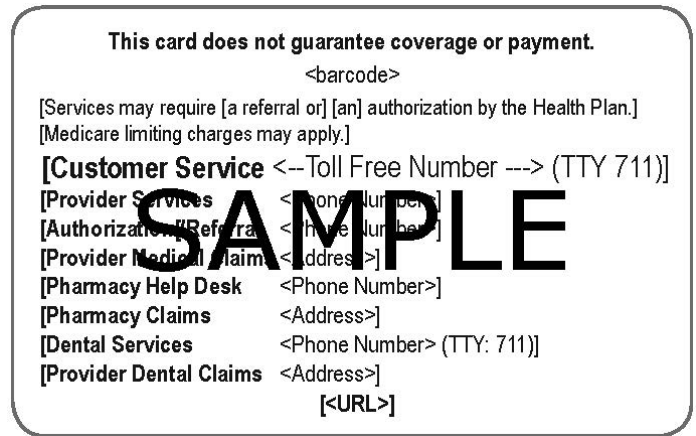 This card does not guarantee coverage or payment.
<barcode>
[Services may require [a referral or] [an] authorization by the Health Plan.]
[Medicare limiting charges may apply.]
[Customer Service <--Toll Free Number ---> (TTY 711)]
[Provider Services <Phone Number>]
[Authorization/[Referral <Phone Number>]
SAMPLE
[Provider Medical Claims <Address>]
[Pharmacy Help Desk <Phone Number>]
[Pharmacy Claims <Address>]
[Dental Services <Phone Number> (TTY: 711)]
[Provider Dental Claims <Address>]
[<URL>]